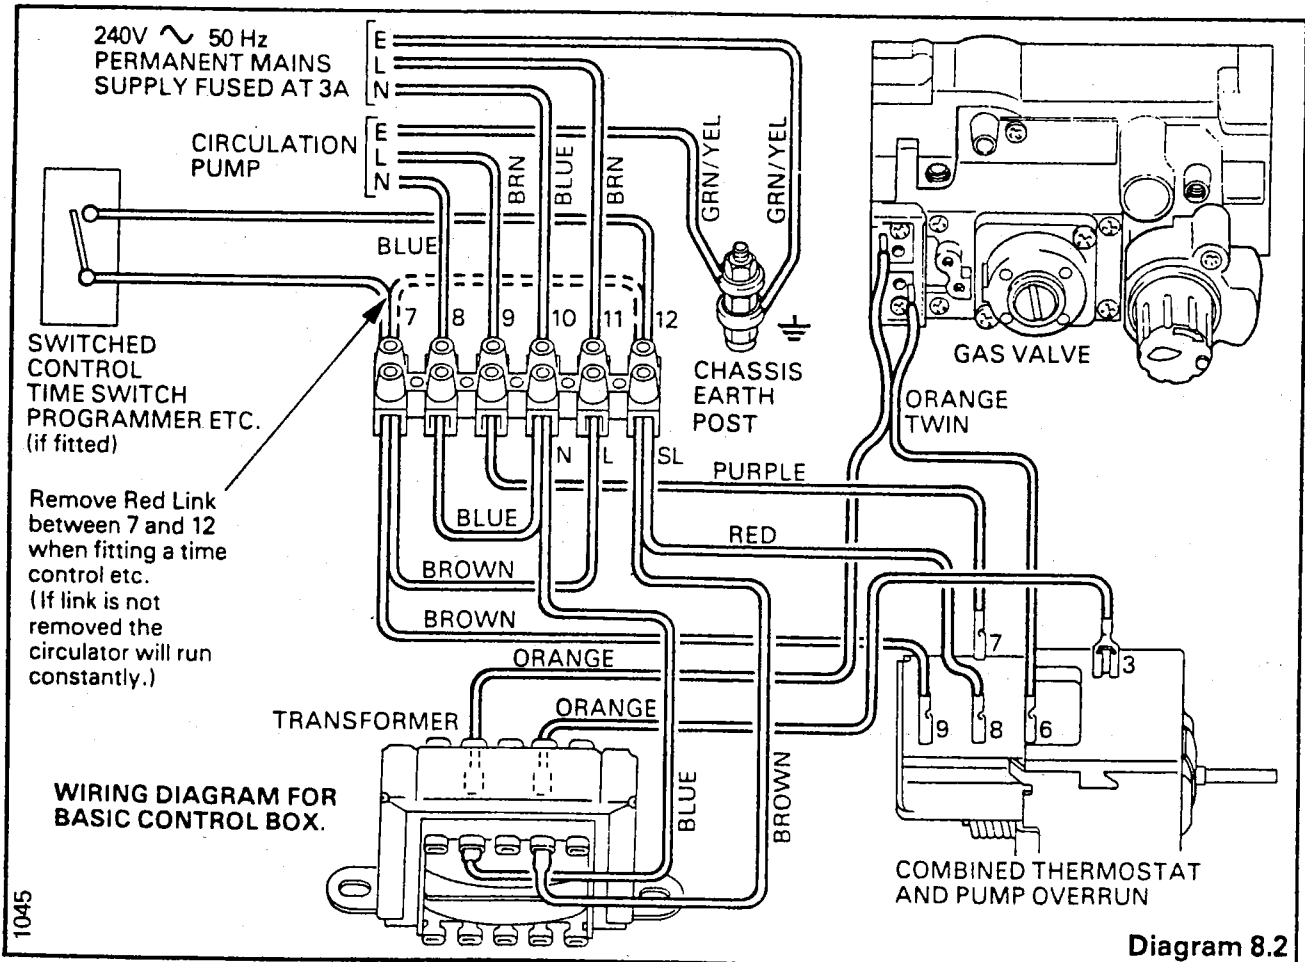 240V ∿ 50 Hz
PERMANENT MAINS
SUPPLY FUSED AT 3A
E
L
N
CIRCULATION
PUMP
E
L
N
BLUE
BRN
BLUE
BRN
GRN/YEL
GRN/YEL
7 8 9 10 11 12
SWITCHED
CONTROL
TIME SWITCH
PROGRAMMER ETC.
(if fitted)
CHASSIS
EARTH
POST
GAS VALVE
ORANGE
TWIN
N L SL
PURPLE
Remove Red Link
between 7 and 12
when fitting a time
control etc.
(If link is not
removed the
circulator will run
constantly.)
BLUE
RED
BROWN
BROWN
ORANGE
ORANGE
TRANSFORMER
7
3
9 8 6
BLUE
BROWN
WIRING DIAGRAM FOR
BASIC CONTROL BOX.
COMBINED THERMOSTAT
AND PUMP OVERRUN
1045
Diagram 8.2